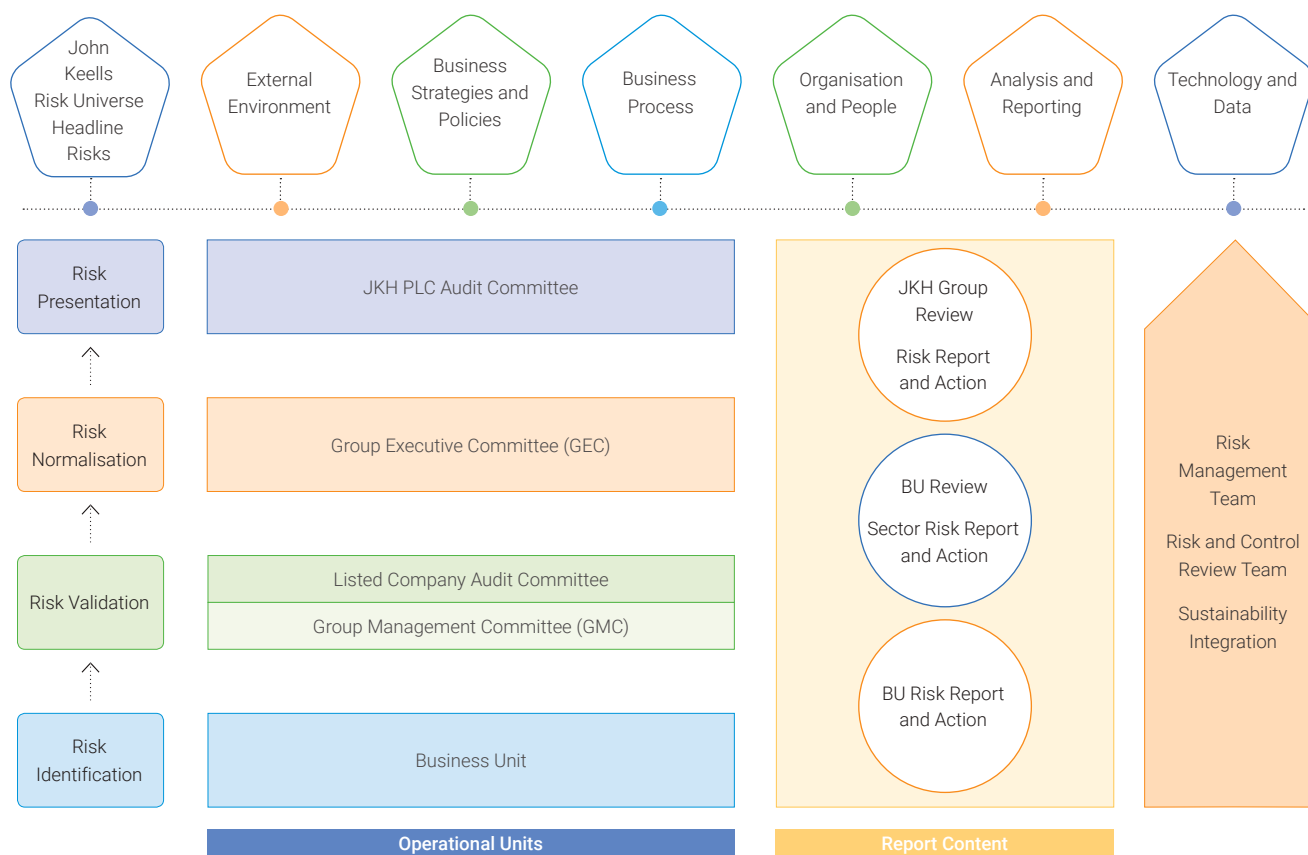 John
Keells
Risk Universe
Headline
Risks
External
Environment
Business
Strategies and
Policies
Business
Process
Organisation
and People
Analysis and
Reporting
Technology and
Data
Risk
Presentation
JKH PLC Audit Committee
JKH Group
Review
Risk Report
and Action
Risk
Normalisation
Group Executive Committee (GEC)
BU Review
Sector Risk Report
and Action
Risk
Management
Team
Risk and Control
Review Team
Sustainability
Integration
Risk Validation
Listed Company Audit Committee
Group Management Committee (GMC)
BU Risk Report
and Action
Risk
Identification
Business Unit
Operational Units
Report Content